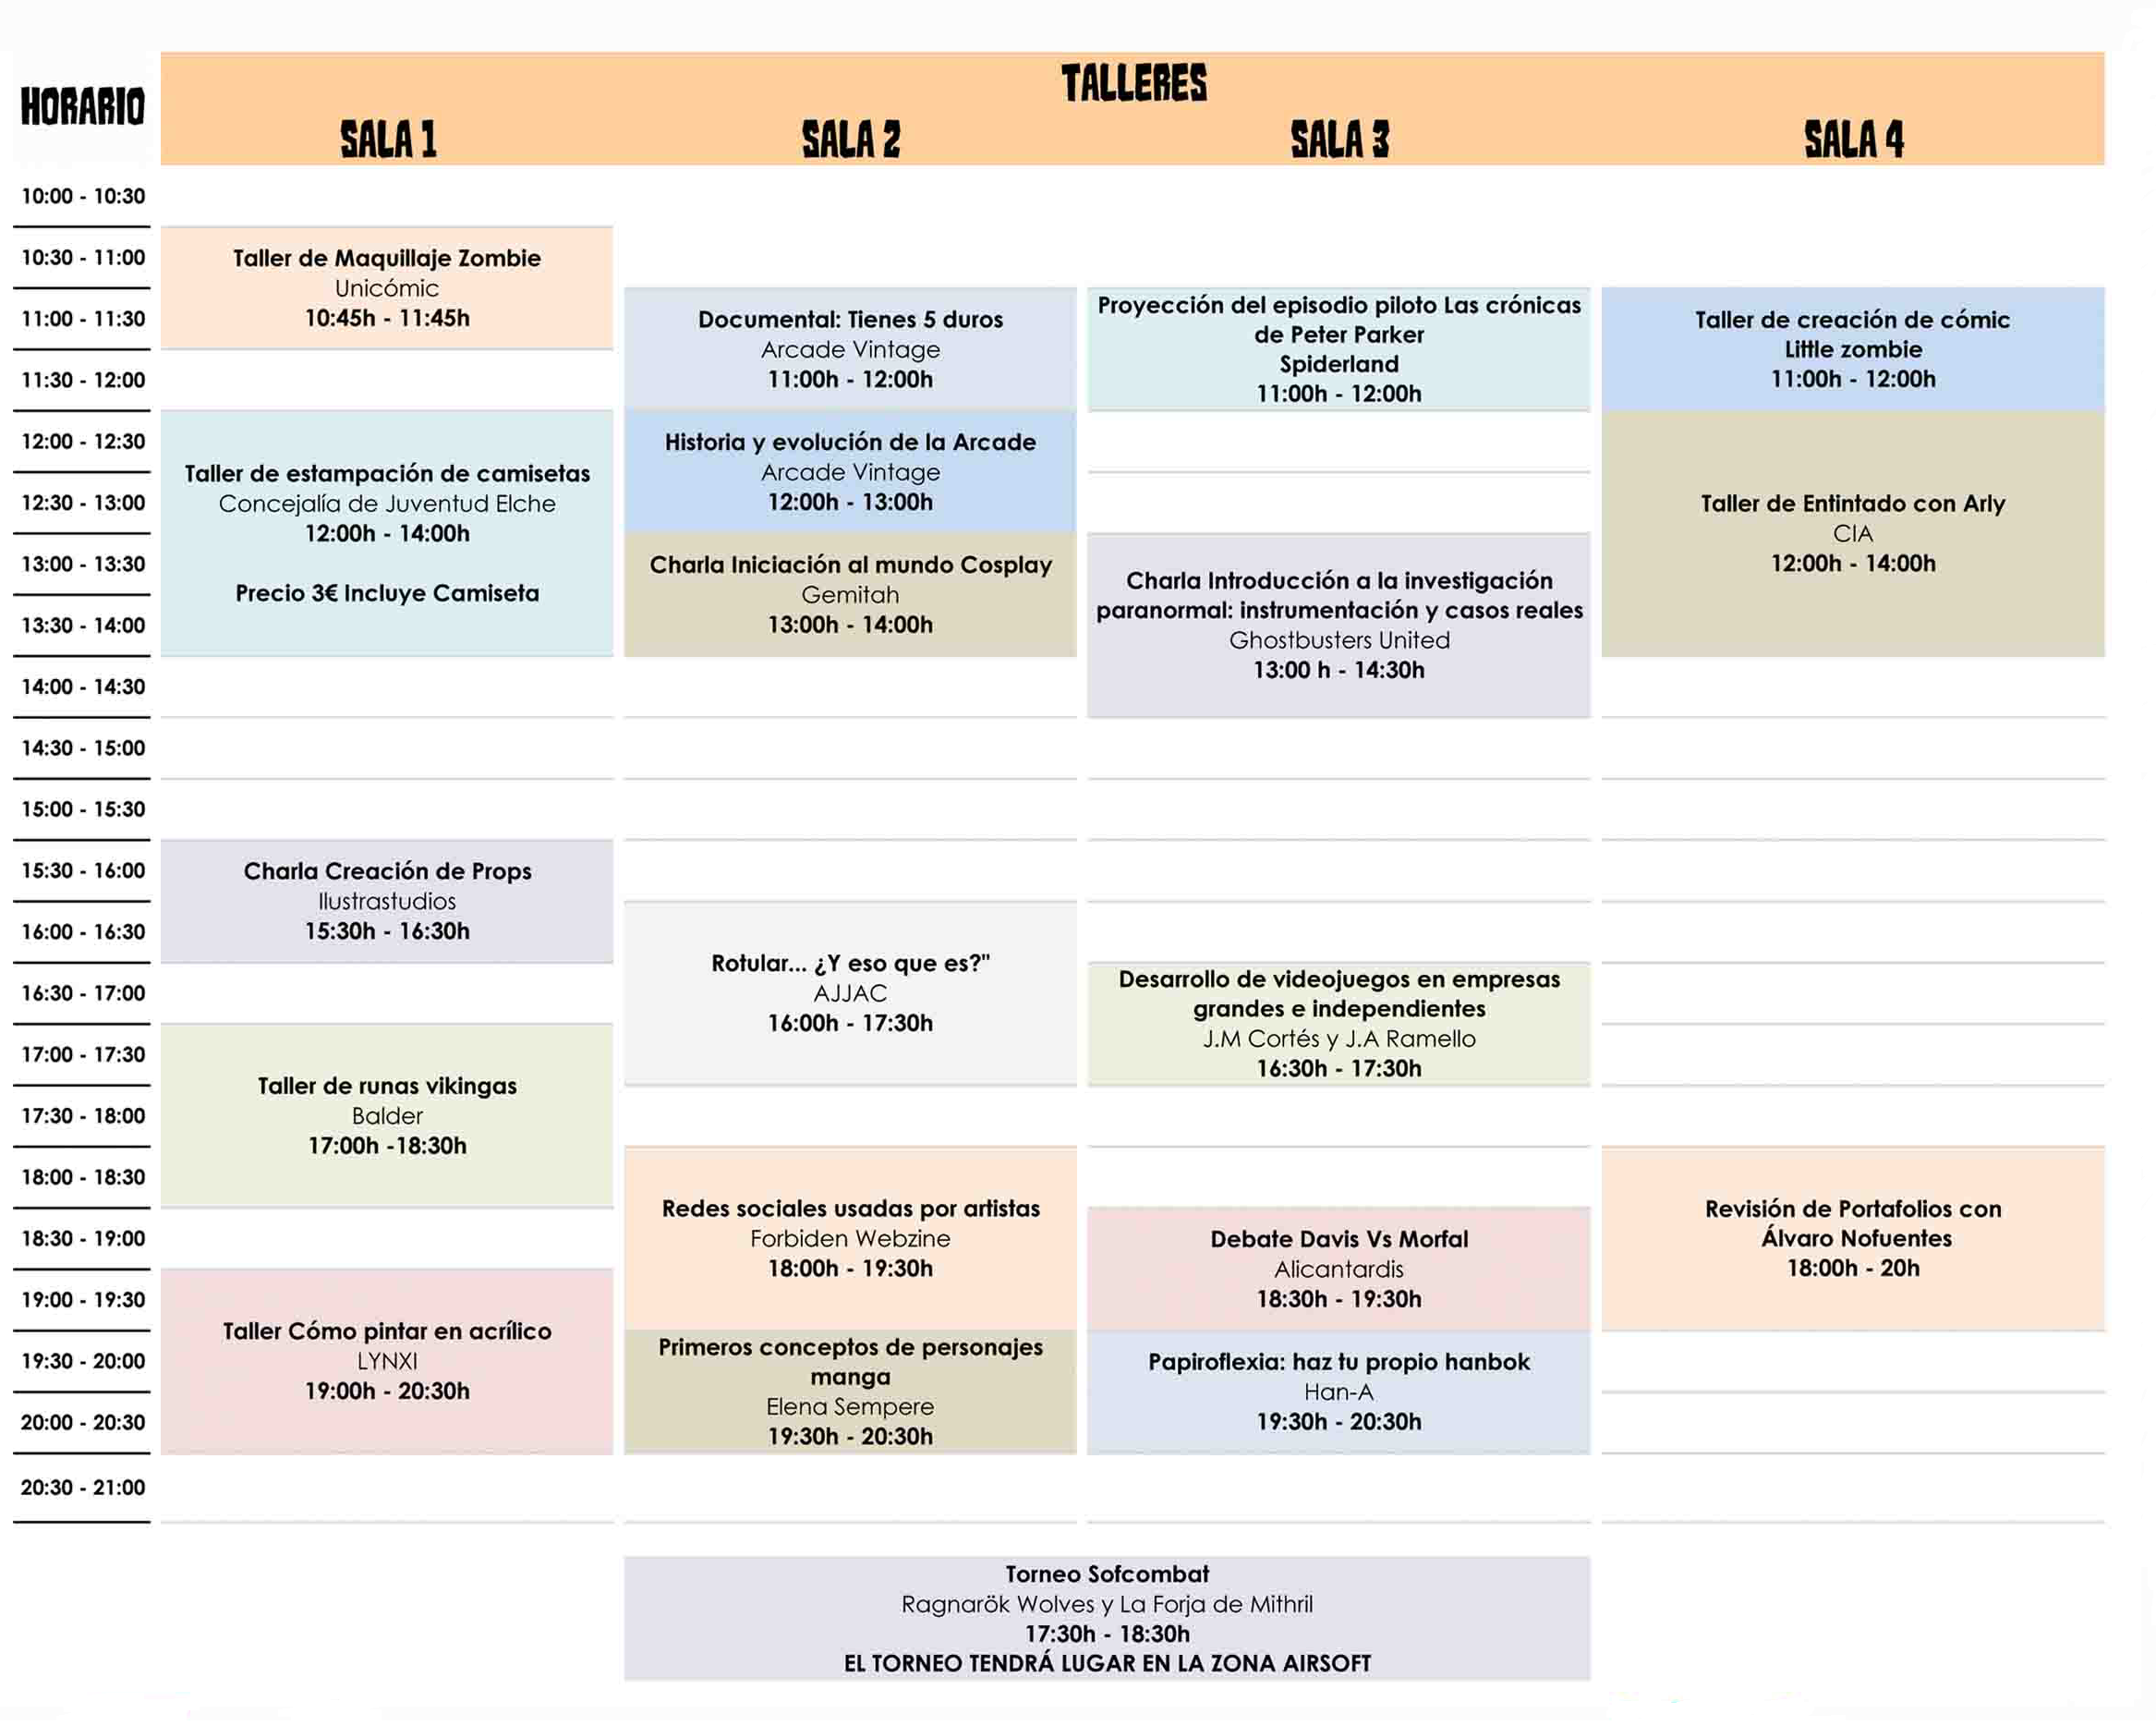 HORARIO
TALLERES
SALA 1
SALA 2
SALA 3
SALA 4
10:00 - 10:30
10:30 - 11:00
11:00 - 11:30
11:30 - 12:00
12:00 - 12:30
12:30 - 13:00
13:00 - 13:30
13:30 - 14:00
14:00 - 14:30
14:30 - 15:00
15:00 - 15:30
15:30 - 16:00
16:00 - 16:30
16:30 - 17:00
17:00 - 17:30
17:30 - 18:00
18:00 - 18:30
18:30 - 19:00
19:00 - 19:30
19:30 - 20:00
20:00 - 20:30
20:30 - 21:00
Taller de Maquillaje Zombie
Unicómic
10:45h - 11:45h
Taller de estampación de camisetas
Concejalía de Juventud Elche
12:00h - 14:00h
Precio 3€ Incluye Camiseta
Charla Creación de Props
Ilustrastudios
15:30h - 16:30h
Taller de runas vikingas
Balder
17:00h -18:30h
Taller Cómo pintar en acrílico
LYNXI
19:00h - 20:30h
Documental: Tienes 5 duros
Arcade Vintage
11:00h - 12:00h
Historia y evolución de la Arcade
Arcade Vintage
12:00h - 13:00h
Charla Iniciación al mundo Cosplay
Gemitah
13:00h - 14:00h
Rotular... ¿Y eso que es?"
AJJAC
16:00h - 17:30h
Redes sociales usadas por artistas
Forbiden Webzine
18:00h - 19:30h
Primeros conceptos de personajes
manga
Elena Sempere
19:30h - 20:30h
Proyección del episodio piloto Las crónicas
de Peter Parker
Spiderland
11:00h - 12:00h
Charla Introducción a la investigación
paranormal: instrumentación y casos reales
Ghostbusters United
13:00 h - 14:30h
Desarrollo de videojuegos en empresas
grandes e independientes
J.M Cortés y J.A Ramello
16:30h - 17:30h
Debate Davis Vs Morfal
Alicantardis
18:30h - 19:30h
Papiroflexia: haz tu propio hanbok
Han-A
19:30h - 20:30h
Taller de creación de cómic
Little zombie
11:00h - 12:00h
Taller de Entintado con Arly
CIA
12:00h - 14:00h
Revisión de Portafolios con
Álvaro Nofuentes
18:00h - 20h
Torneo Sofcombat
Ragnarök Wolves y La Forja de Mithril
17:30h - 18:30h
EL TORNEO TENDRÁ LUGAR EN LA ZONA AIRSOFT